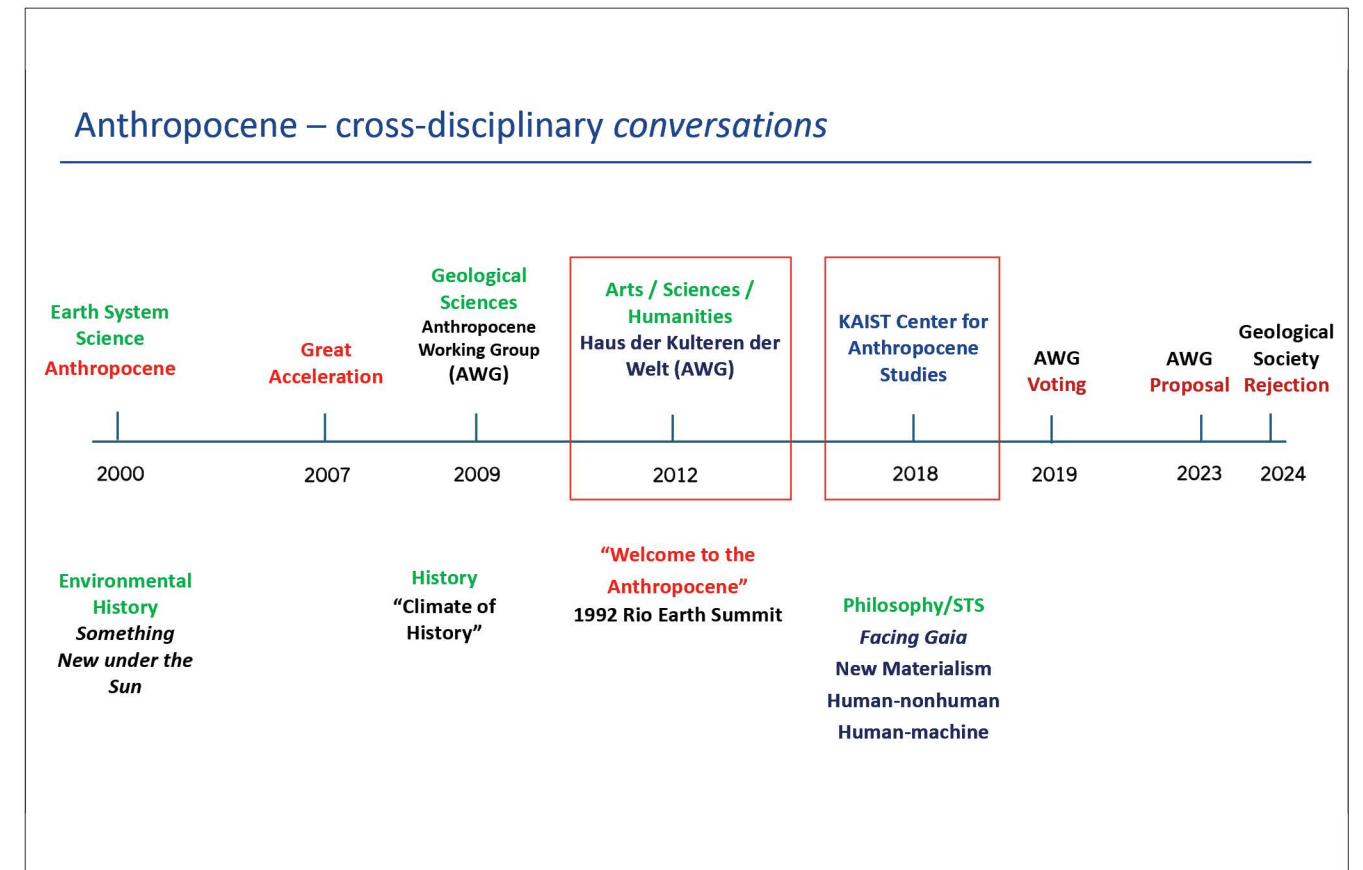 Anthropocene – cross-disciplinary conversations
Earth System
Science
Anthropocene
Great
Acceleration
Geological
Sciences
Anthropocene
Working Group
(AWG)
Arts / Sciences /
Humanities
Haus der Kulteren der
Welt (AWG)
KAIST Center for
Anthropocene
Studies
AWG
Voting
AWG
Proposal
Geological
Society
Rejection
2000
2007
2009
2012
2018
2019
2023
2024
Environmental
History
Something
New under the
Sun
History
“Climate of
History”
“Welcome to the
Anthropocene”
1992 Rio Earth Summit
Philosophy/STS
Facing Gaia
New Materialism
Human-nonhuman
Human-machine